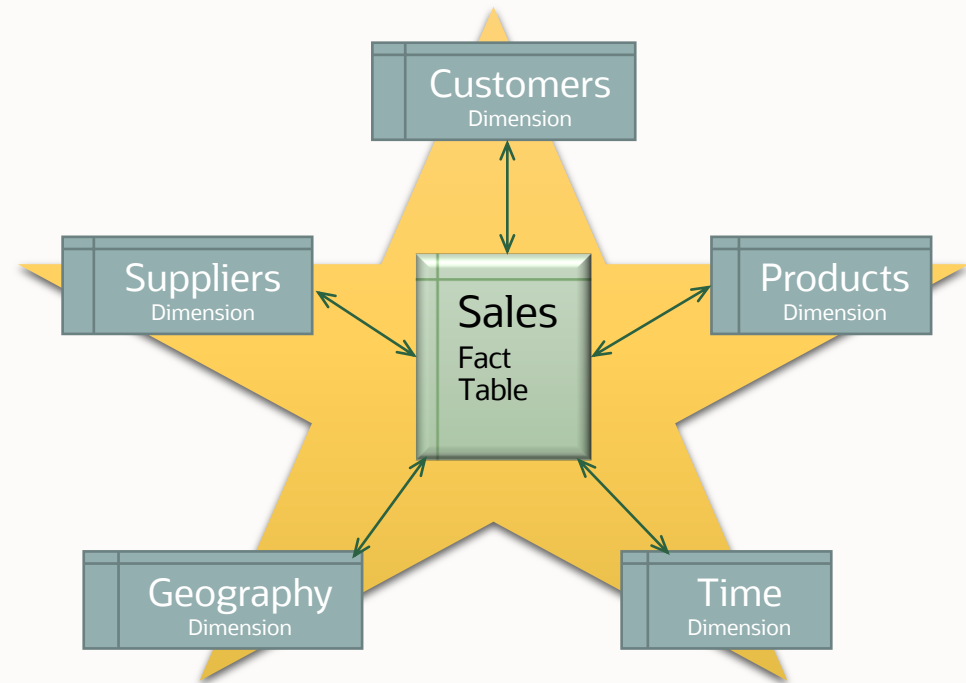 Customers
Dimension
Suppliers
Dimension
Products
Dimension
Sales
Fact
Table
Geography
Dimension
Time
Dimension